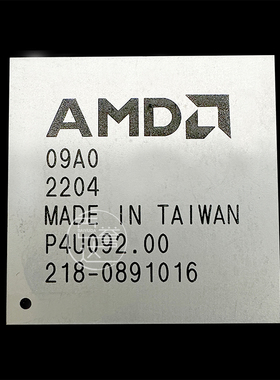 AMD
09A0
2204
MADE IN TAIWAN
P4U092.00
218-0891016